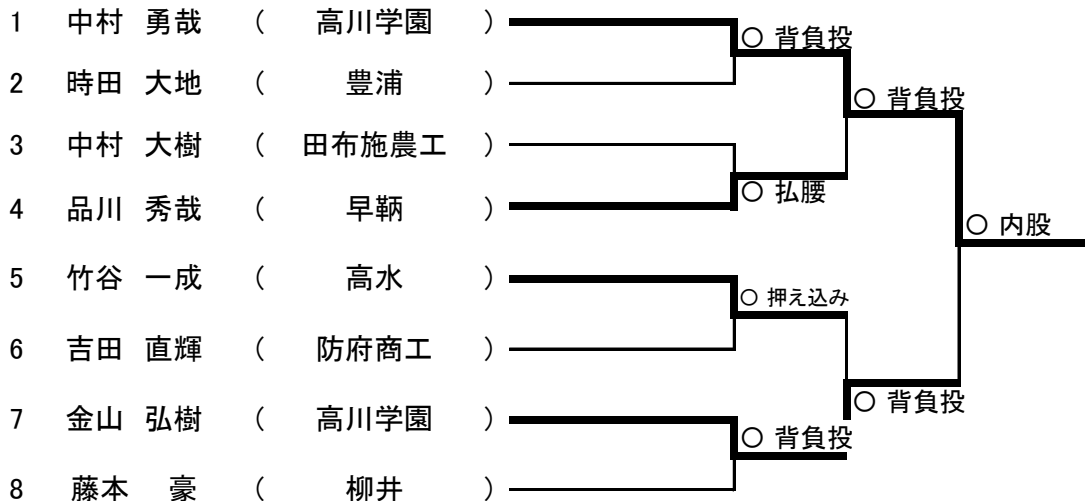 1 中村 勇哉 ( 高川学園 )
〇 背負投
2 時田 大地 ( 豊浦 )
〇 背負投
3 中村 大樹 ( 田布施農工 )
〇 払腰
4 品川 秀哉 ( 早鞆 )
〇 内股
5 竹谷 一成 ( 高水 )
〇 押え込み
6 吉田 直輝 ( 防府商工 )
〇 背負投
7 金山 弘樹 ( 高川学園 )
〇 背負投
8 藤本 豪 ( 柳井 )